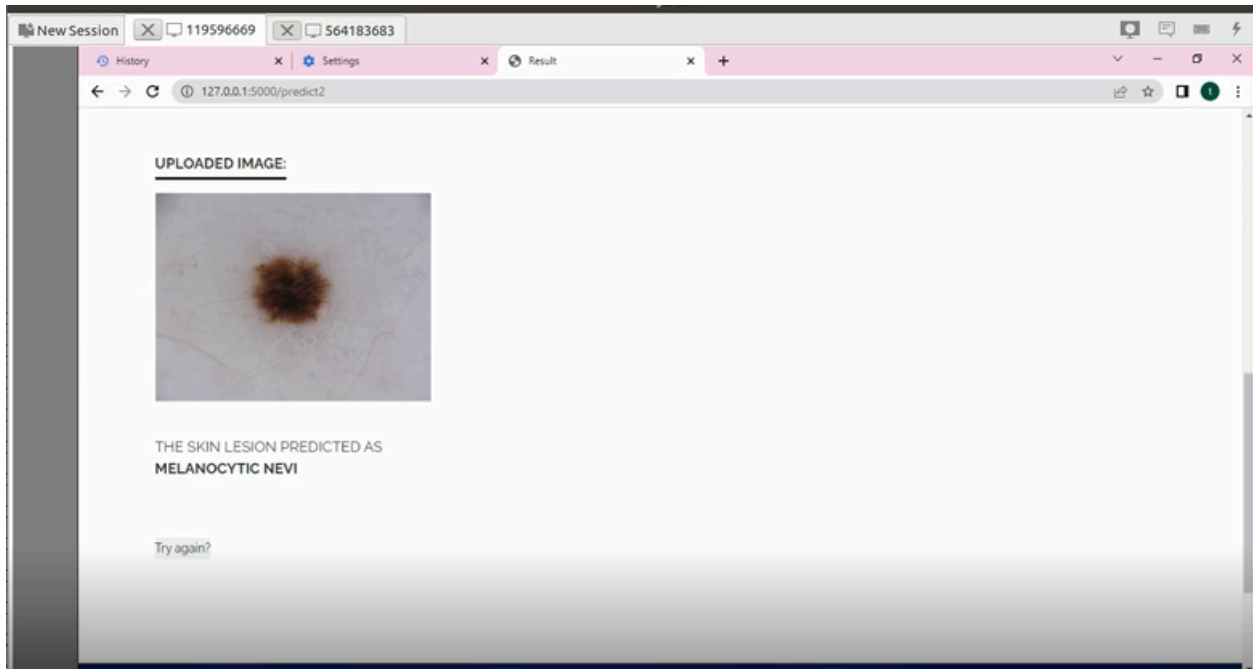 New Session
119596669
564183683
History
Settings
Result
127.0.0.1:5000/predict2
t
UPLOADED IMAGE:
THE SKIN LESION PREDICTED AS
MELANOCYTIC NEVI
Try again?